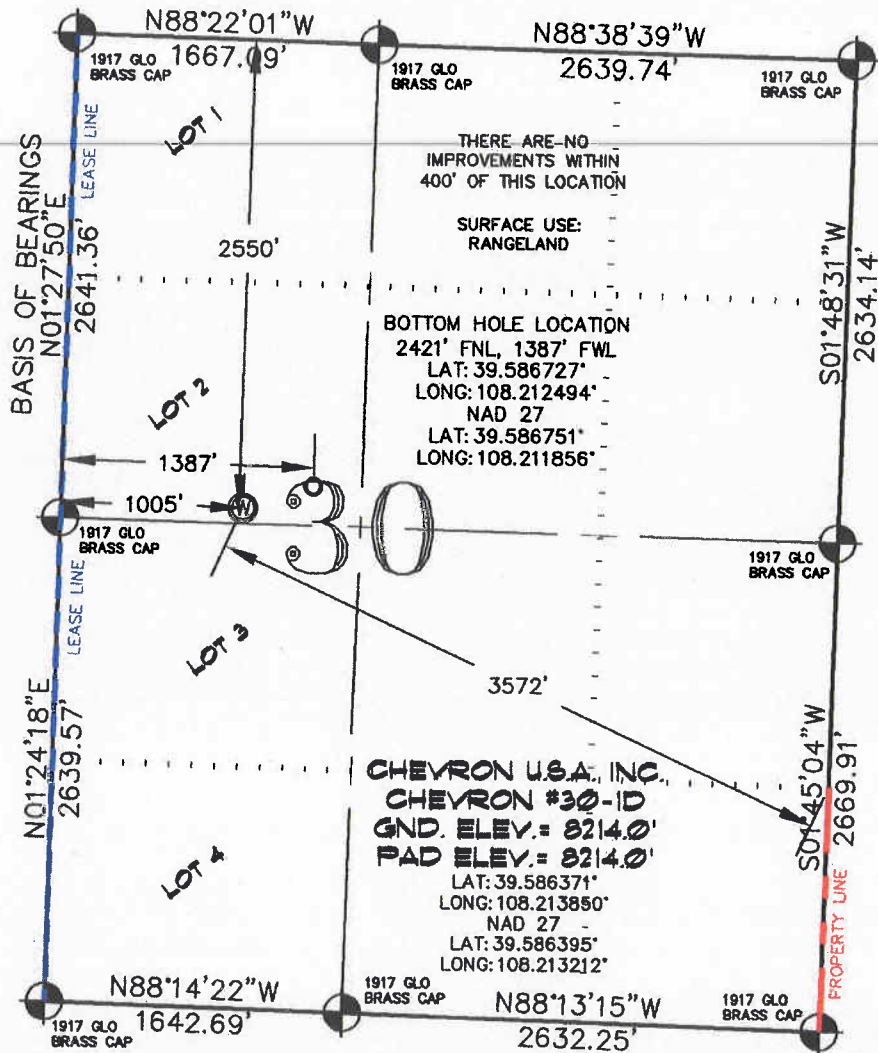 N88°22'01"W
1667.09'
N88°38'39"W
2639.74'
1917 GLO
BRASS CAP
1917 GLO
BRASS CAP
1917 GLO
BRASS CAP
LOT 1
LEASE LINE
BASIS OF BEARINGS
N01°27'50"E
2641.36'
THERE ARE NO
IMPROVEMENTS WITHIN
400' OF THIS LOCATION
SURFACE USE:
RANGELAND
2550'
S01°48'31"W
2634.14'
BOTTOM HOLE LOCATION
2421' FNL, 1387' FWL
LAT: 39.586727°
LONG: 108.212494°
NAD 27
LAT: 39.586751°
LONG: 108.211856°
LOT 2
1387'
1005'
W
30
1917 GLO
BRASS CAP
1917 GLO
BRASS CAP
LEASE LINE
LOT 3
3572'
N01°24'18"E
2639.57'
S01°45'04"W
2669.91'
CHEVRON U.S.A., INC.
CHEVRON #30-1D
GND. ELEV.= 8214.0'
PAD ELEV.= 8214.0'
LAT: 39.586371°
LONG: 108.213850°
NAD 27
LAT: 39.586395°
LONG: 108.213212°
LOT 4
PROPERTY LINE
N88°14'22"W
1642.69'
1917 GLO
BRASS CAP
1917 GLO
BRASS CAP
N88°13'15"W
2632.25'
1917 GLO
BRASS CAP